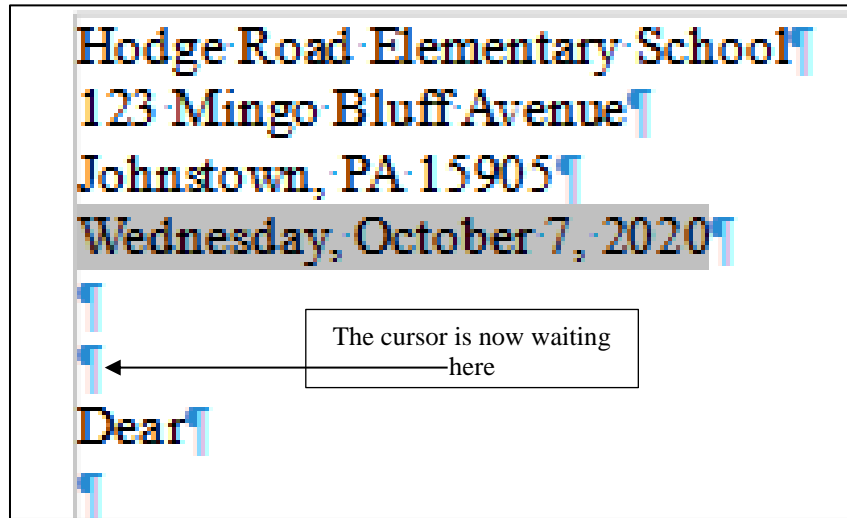 Hodge Road Elementary School¶
123 Mingo Bluff Avenue¶
Johnstown, PA 15905¶
Wednesday, October 7, 2020¶
¶
The cursor is now waiting
¶
here
Dear¶
¶